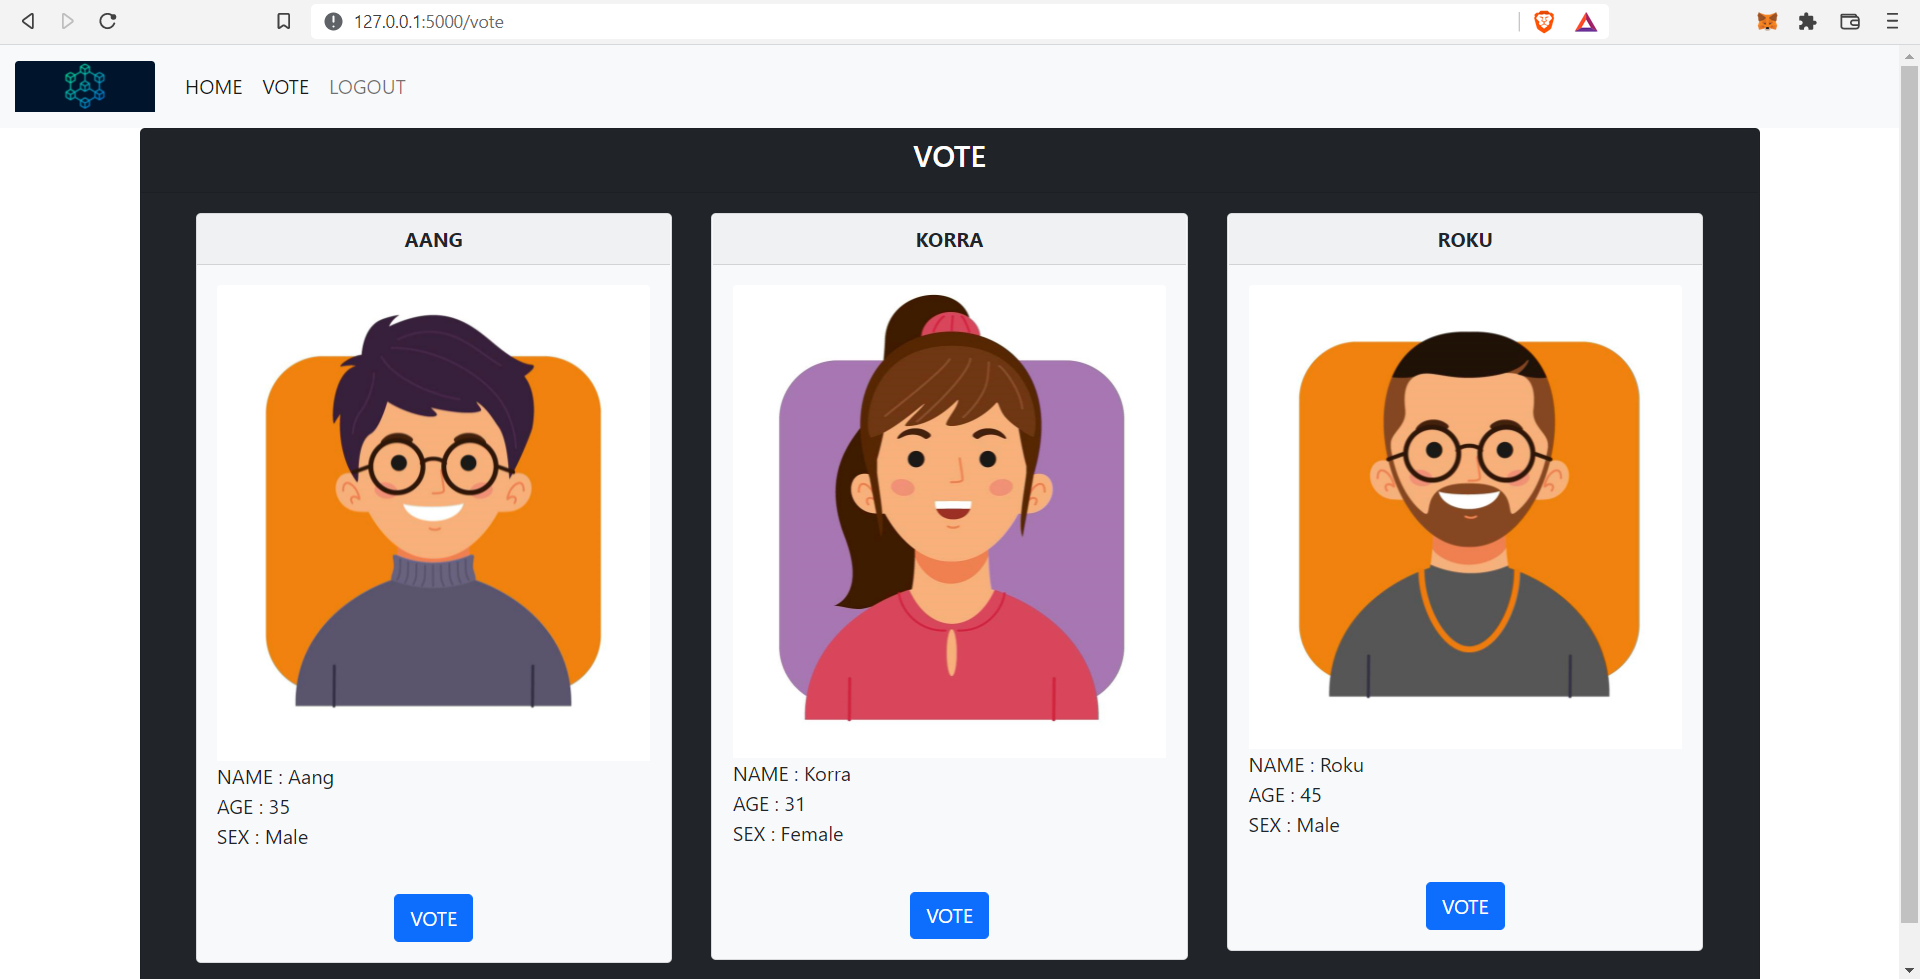 127.0.0.1:5000/vote
HOME VOTE LOGOUT
VOTE
AANG
NAME : Aang
AGE : 35
SEX : Male
VOTE
KORRA
NAME : Korra
AGE : 31
SEX : Female
VOTE
ROKU
NAME : Roku
AGE : 45
SEX : Male
VOTE